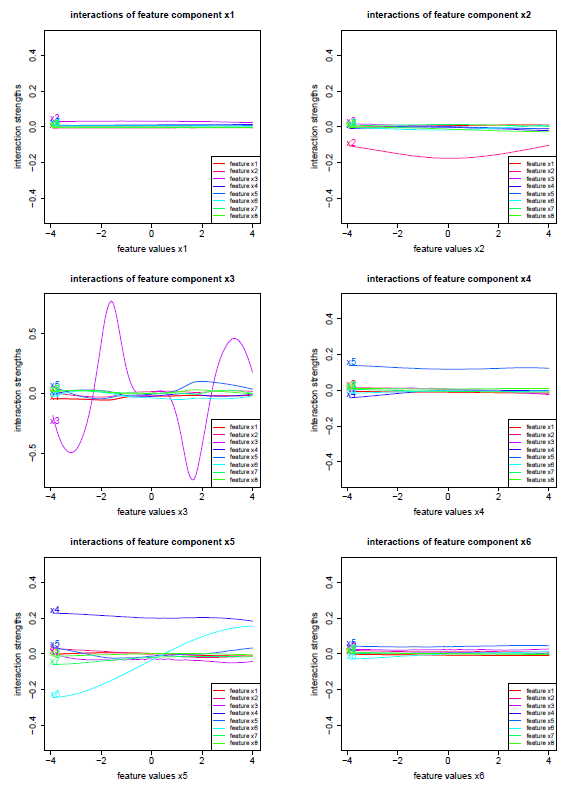 interactions of feature component x1
interaction strengths
0.4
0.2
0.0
−0.2
−0.4
x3
feature x1
feature x2
feature x3
feature x4
feature x5
feature x6
feature x7
feature x8
−4 −2 0 2 4
feature values x1
interactions of feature component x2
interaction strengths
0.4
0.2
0.0
−0.2
−0.4
x2
feature x1
feature x2
feature x3
feature x4
feature x5
feature x6
feature x7
feature x8
−4 −2 0 2 4
feature values x2
interactions of feature component x3
interaction strengths
0.5
0.0
−0.5
x5
x3
feature x1
feature x2
feature x3
feature x4
feature x5
feature x6
feature x7
feature x8
−4 −2 0 2 4
feature values x3
interactions of feature component x4
interaction strengths
0.4
0.2
0.0
−0.2
−0.4
x5
x4
feature x1
feature x2
feature x3
feature x4
feature x5
feature x6
feature x7
feature x8
−4 −2 0 2 4
feature values x4
interactions of feature component x5
interaction strengths
0.4
0.2
0.0
−0.2
−0.4
x4
x5
x7
x6
feature x1
feature x2
feature x3
feature x4
feature x5
feature x6
feature x7
feature x8
−4 −2 0 2 4
feature values x5
interactions of feature component x6
interaction strengths
0.4
0.2
0.0
−0.2
−0.4
x5
feature x1
feature x2
feature x3
feature x4
feature x5
feature x6
feature x7
feature x8
−4 −2 0 2 4
feature values x6